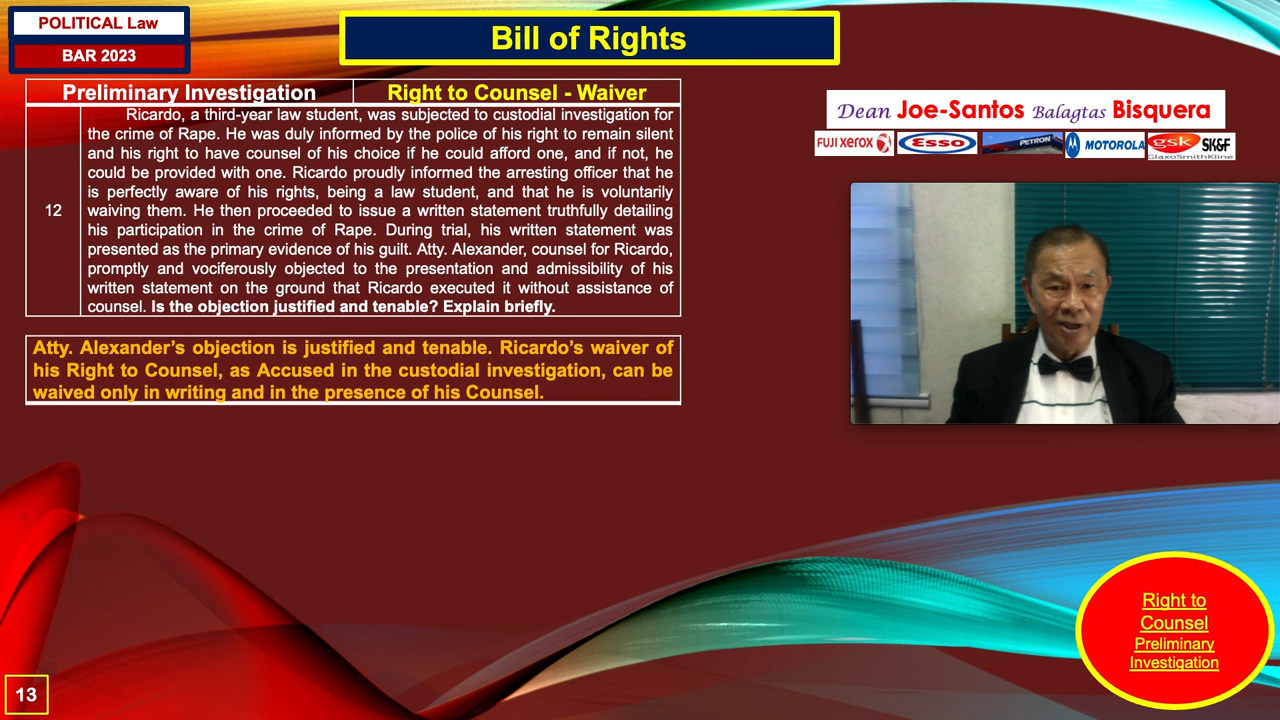 POLITICAL Law
BAR 2023
Bill of Rights
Preliminary Investigation
Right to Counsel - Waiver
12
Ricardo, a third-year law student, was subjected to custodial investigation for
the crime of Rape. He was duly informed by the police of his right to remain silent
and his right to have counsel of his choice if he could afford one, and if not, he
could be provided with one. Ricardo proudly informed the arresting officer that he
is perfectly aware of his rights, being a law student, and that he is voluntarily
waiving them. He then proceeded to issue a written statement truthfully detailing
his participation in the crime of Rape. During trial, his written statement was
presented as the primary evidence of his guilt. Atty. Alexander, counsel for Ricardo,
promptly and vociferously objected to the presentation and admissibility of his
written statement on the ground that Ricardo executed it without assistance of
counsel. Is the objection justified and tenable? Explain briefly.
Atty. Alexander's objection is justified and tenable. Ricardo's waiver of
his Right to Counsel, as Accused in the custodial investigation, can be
waived only in writing and in the presence of his Counsel.
Dean Joe-Santos Balagtas Bisquera
FUJI XEROX
ESSO
PETRON
MOTOROLA
gsk
GlaxoSmithKline
SK&F
Right to
Counsel
Preliminary
Investigation
13